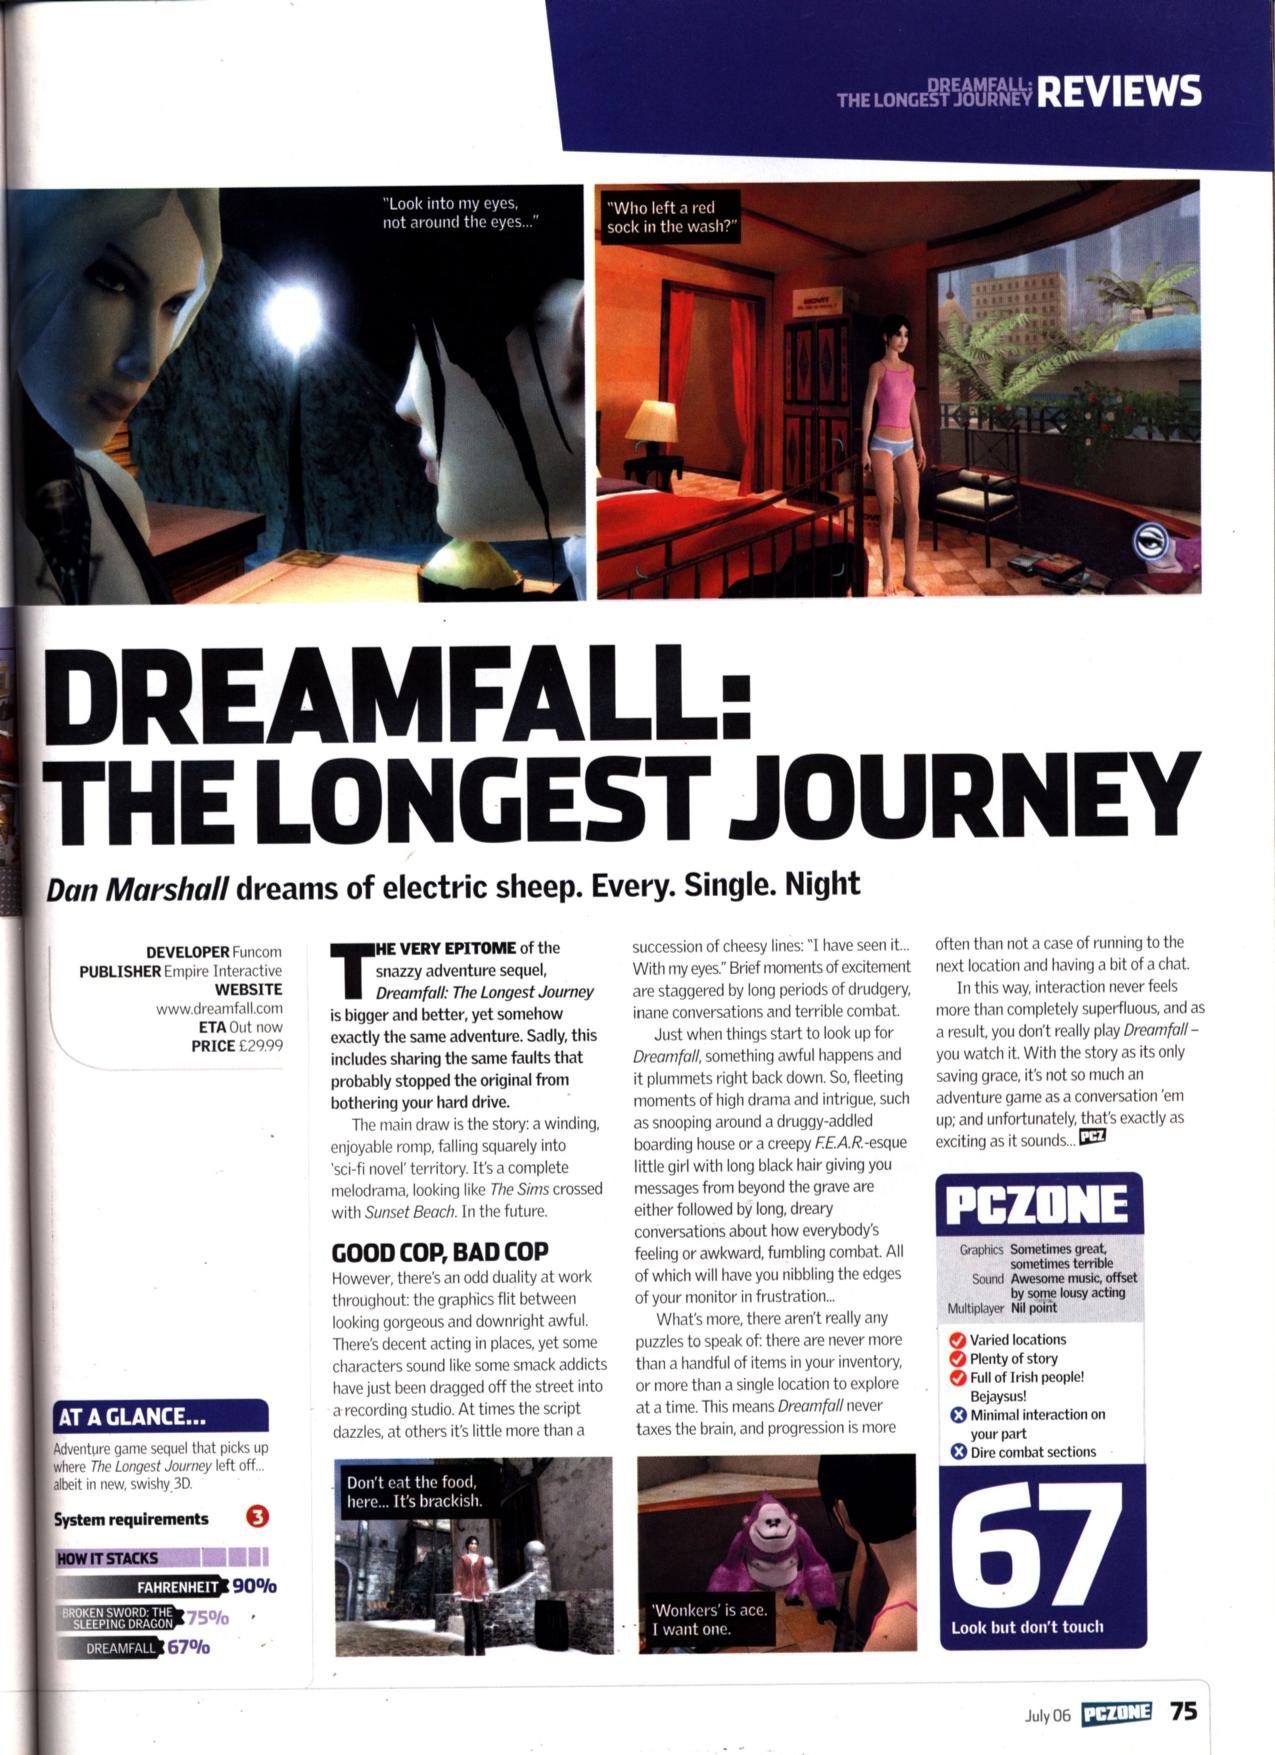 DREAMFALL:
THE LONGEST JOURNEY REVIEWS
"Look into my eyes,
not around the eyes..."
"Who left a red
sock in the wash?"
DREAMFALL:
THE LONGEST JOURNEY
Dan Marshall dreams of electric sheep. Every. Single. Night
DEVELOPER Funcom
PUBLISHER Empire Interactive
WEBSITE
www.dreamfall.com
ETA Out now
PRICE £29.99
THE VERY EPITOME of the
snazzy adventure sequel,
Dreamfall: The Longest Journey
is bigger and better, yet somehow
exactly the same adventure. Sadly, this
includes sharing the same faults that
probably stopped the original from
bothering your hard drive.
The main draw is the story: a winding,
enjoyable romp, falling squarely into
'sci-fi novel' territory. It's a complete
melodrama, looking like The Sims crossed
with Sunset Beach. In the future.
GOOD COP, BAD COP
However, there's an odd duality at work
throughout: the graphics flit between
looking gorgeous and downright awful.
There's decent acting in places, yet some
characters sound like some smack addicts
have just been dragged off the street into
a recording studio. At times the script
dazzles, at others it's little more than a
succession of cheesy lines: "I have seen it...
With my eyes." Brief moments of excitement
are staggered by long periods of drudgery,
inane conversations and terrible combat.
Just when things start to look up for
Dreamfall, something awful happens and
it plummets right back down. So, fleeting
moments of high drama and intrigue, such
as snooping around a druggy-addled
boarding house or a creepy F.E.A.R.-esque
little girl with long black hair giving you
messages from beyond the grave are
either followed by long, dreary
conversations about how everybody's
feeling or awkward, fumbling combat. All
of which will have you nibbling the edges
of your monitor in frustration...
What's more, there aren't really any
puzzles to speak of: there are never more
than a handful of items in your inventory,
or more than a single location to explore
at a time. This means Dreamfall never
taxes the brain, and progression is more
often than not a case of running to the
next location and having a bit of a chat.
In this way, interaction never feels
more than completely superfluous, and as
a result, you don't really play Dreamfall –
you watch it. With the story as its only
saving grace, it's not so much an
adventure game as a conversation 'em
up; and unfortunately, that's exactly as
exciting as it sounds... PCZ
AT A GLANCE...
Adventure game sequel that picks up
where The Longest Journey left off...
albeit in new, swishy 3D.
System requirements 3
HOW IT STACKS
FAHRENHEIT 90%
BROKEN SWORD: THE
SLEEPING DRAGON 75%
DREAMFALL 67%
Don't eat the food,
here... It's brackish.
'Wonkers' is ace.
I want one.
PCZONE
Graphics Sometimes great,
sometimes terrible
Sound Awesome music, offset
by some lousy acting
Multiplayer Nil point
Varied locations
Plenty of story
Full of Irish people!
Bejaysus!
Minimal interaction on
your part
Dire combat sections
67
Look but don't touch
July 06 PCZONE 75